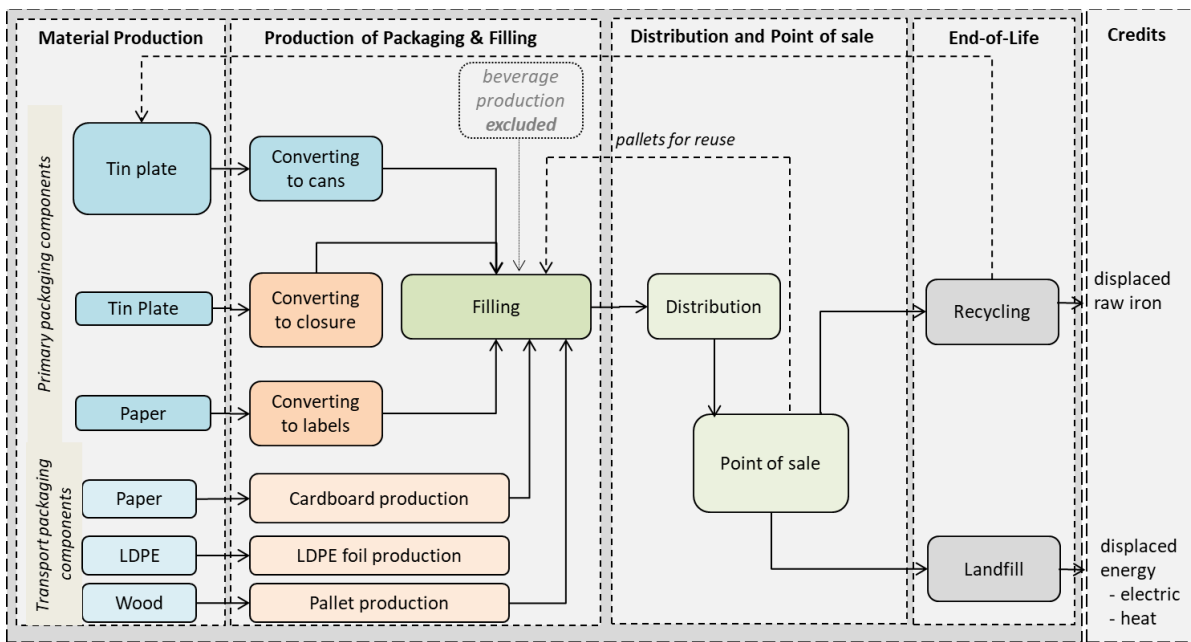 Material Production
Production of Packaging & Filling
Distribution and Point of sale
End-of-Life
Credits
beverage
production
excluded
pallets for reuse
Primary packaging components
Tin plate
Converting
to cans
Tin Plate
Converting
to closure
Filling
Distribution
Recycling
displaced
raw iron
Paper
Converting
to labels
Point of sale
Transport packaging
components
Paper
Cardboard production
LDPE
LDPE foil production
Wood
Pallet production
Landfill
displaced
energy
- electric
- heat